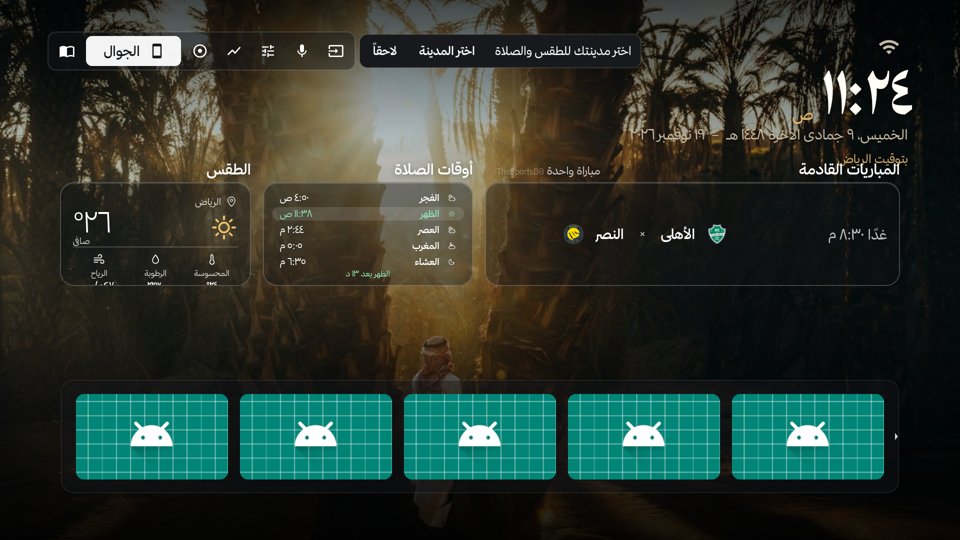 اختر مدينتك للطقس والصلاة
اختر المدينة
لاحقاً
الجوال
١١:٢٤ ص
الخميس، ٩ جمادى الآخرة ١٤٤٨ هـ – ١٩ نوفمبر ٢٠٢٦
بتوقيت الرياض
المباريات القادمة
مباراة واحدة
TheSportsDB
غدًا ٨:٣٠ م
الأهلي
×
النصر
أوقات الصلاة
الفجر ٤:٥٠ ص
الظهر ١١:٣٨ ص
العصر ٢:٤٤ م
المغرب ٥:٠٥ م
العشاء ٦:٣٥ م
الظهر بعد ١٣ د
الطقس
الرياض
٢٦°
صافٍ
المحسوسة
الرطوبة
الرياح